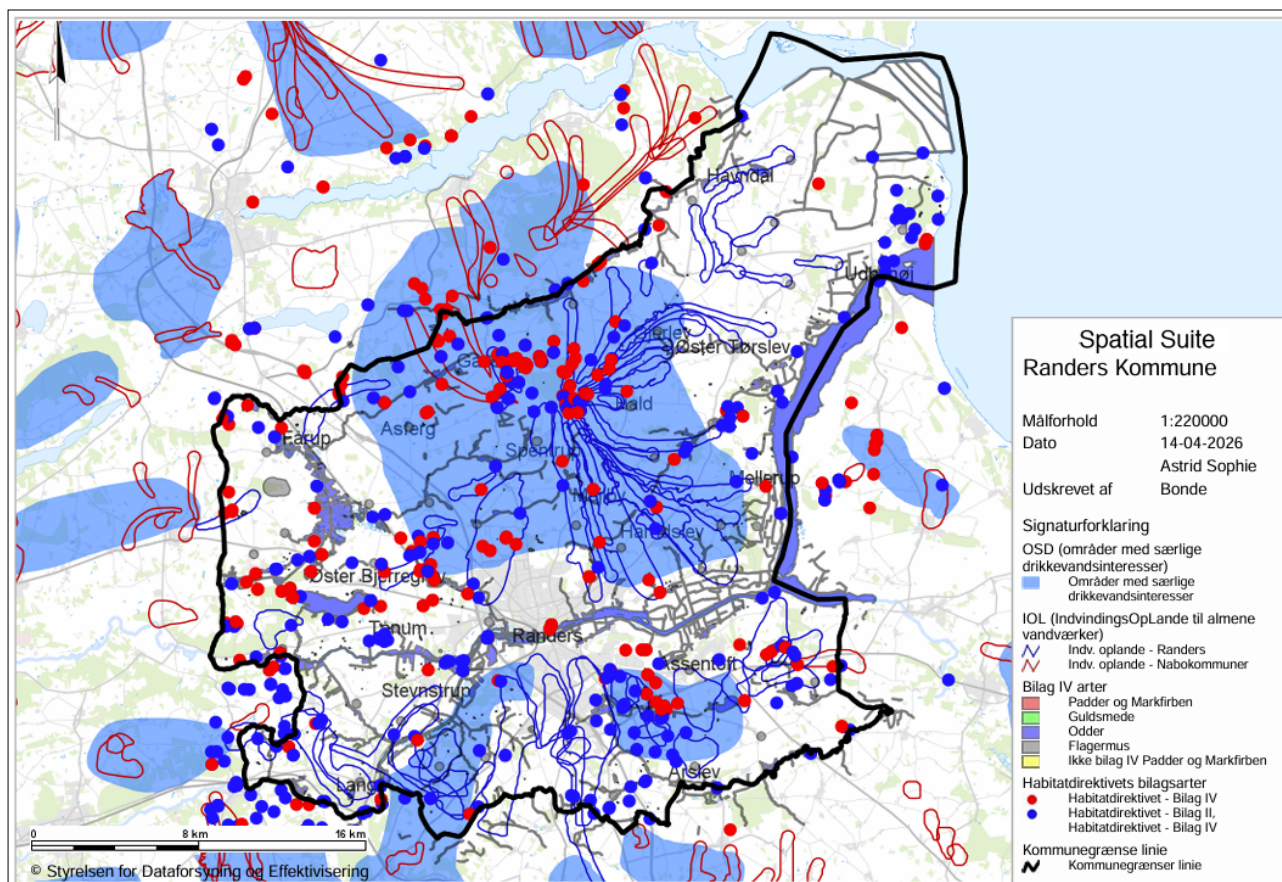 Havndal
Udbyhøj
Gjerlev
Øster Tørslev
Nald
Asferg
Fårup
Spentrup
Mellerup
Harridslev
Øster Bjerregrav
Tånum
Randers
Assentoft
Stevnstrup
Lang
Årslev
0 8 km 16 km
© Styrelsen for Dataforsyning og Effektivisering
Spatial Suite
Randers Kommune
Målforhold 1:220000
Dato 14-04-2026
Astrid Sophie
Udskrevet af Bonde
Signaturforklaring
OSD (områder med særlige
drikkevandsinteresser)
Områder med særlige
drikkevandsinteresser
IOL (IndvindingsOpLande til almene
vandværker)
Indv. oplande - Randers
Indv. oplande - Nabokommuner
Bilag IV arter
Padder og Markfirben
Guldsmede
Odder
Flagermus
Ikke bilag IV Padder og Markfirben
Habitatdirektivets bilagsarter
Habitatdirektivet - Bilag IV
Habitatdirektivet - Bilag II,
Habitatdirektivet - Bilag IV
Kommunegrænse linie
Kommunegrænser linie